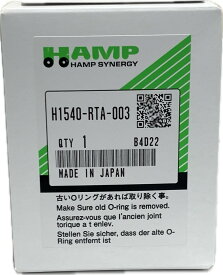 HAMP
HAMP SYNERGY
H1540-RTA-003
QTY 1 B4D22
MADE IN JAPAN
古いOリングがあれば取り除く事。
Make Sure old O-ring is removed.
Assurez-vous que l'ancien joint
torique a t enlev.
Stellen Sie sicher, dass der alte O-
Ring entfernt ist